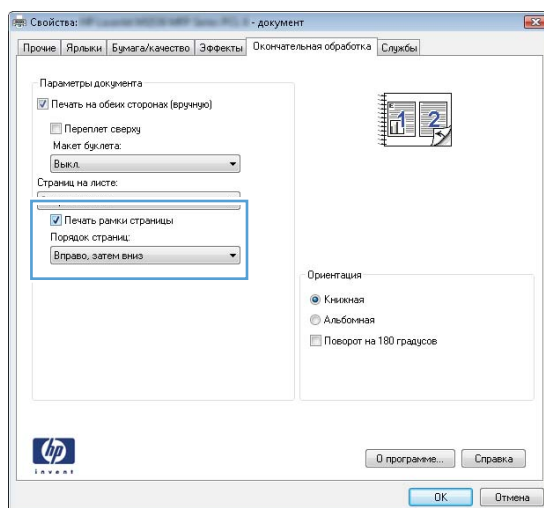 Свойства: - документ
Прочие Ярлыки Бумага/качество Эффекты Окончательная обработка Службы
Параметры документа
Печать на обеих сторонах (вручную)
Переплет сверху
Макет буклета:
Выкл.
Страниц на листе:
Печать рамки страницы
Порядок страниц:
Вправо, затем вниз
1 2
Ориентация
Книжная
Альбомная
Поворот на 180 градусов
hp
invent
О программе... Справка
OK Отмена